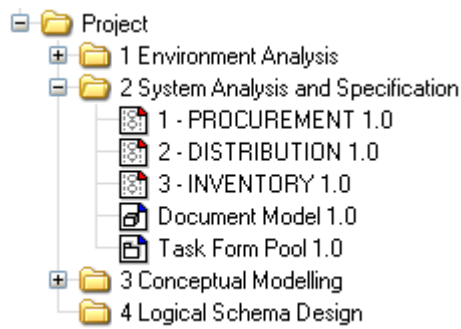 Project
1 Environment Analysis
2 System Analysis and Specification
1 - PROCUREMENT 1.0
2 - DISTRIBUTION 1.0
3 - INVENTORY 1.0
Document Model 1.0
Task Form Pool 1.0
3 Conceptual Modelling
4 Logical Schema Design